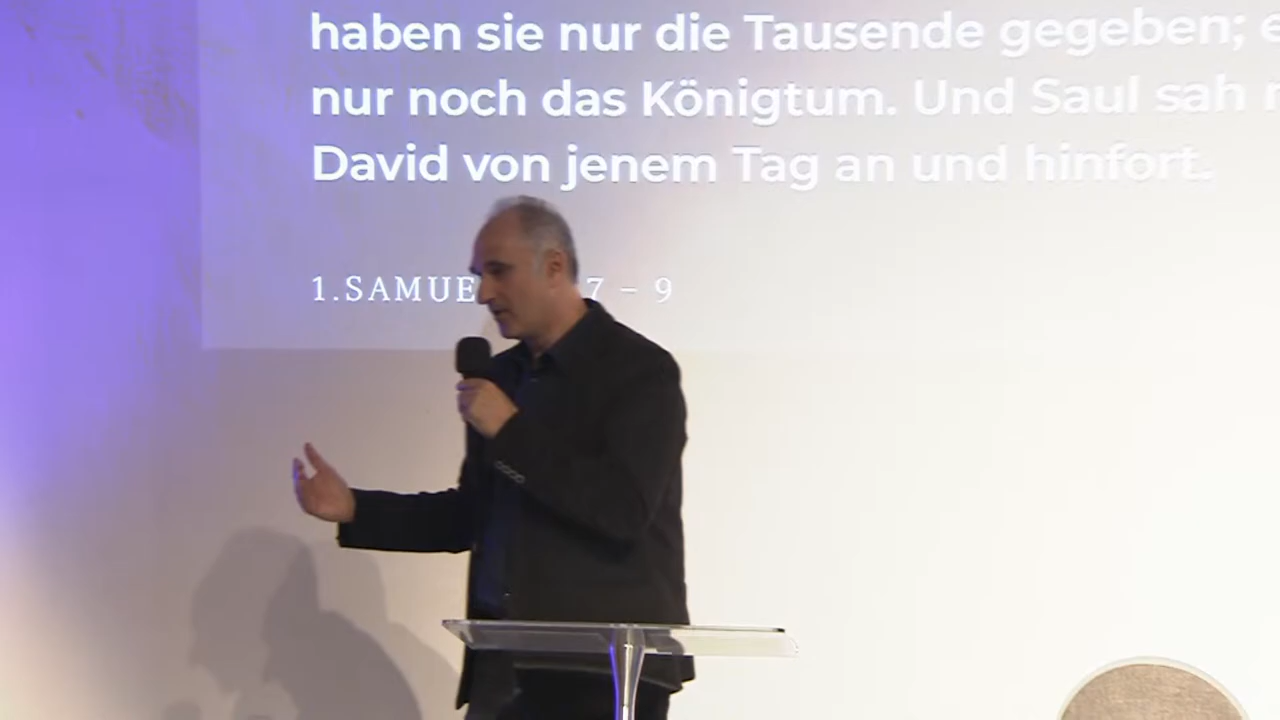 haben sie nur die Tausende gegeben;
nur noch das Königtum. Und Saul sah
David von jenem Tag an und hinfort.
1.SAMUE 7 – 9